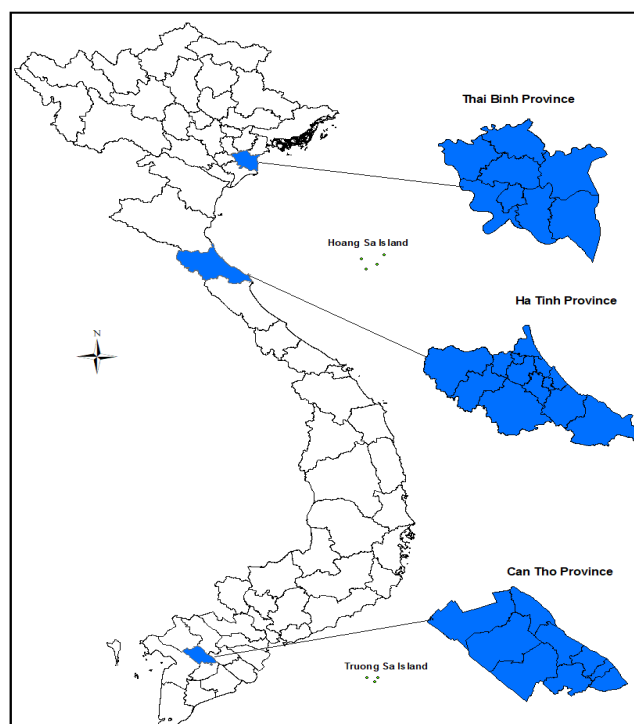 Thai Binh Province
Hoang Sa Island
Ha Tinh Province
N
Can Tho Province
Truong Sa Island